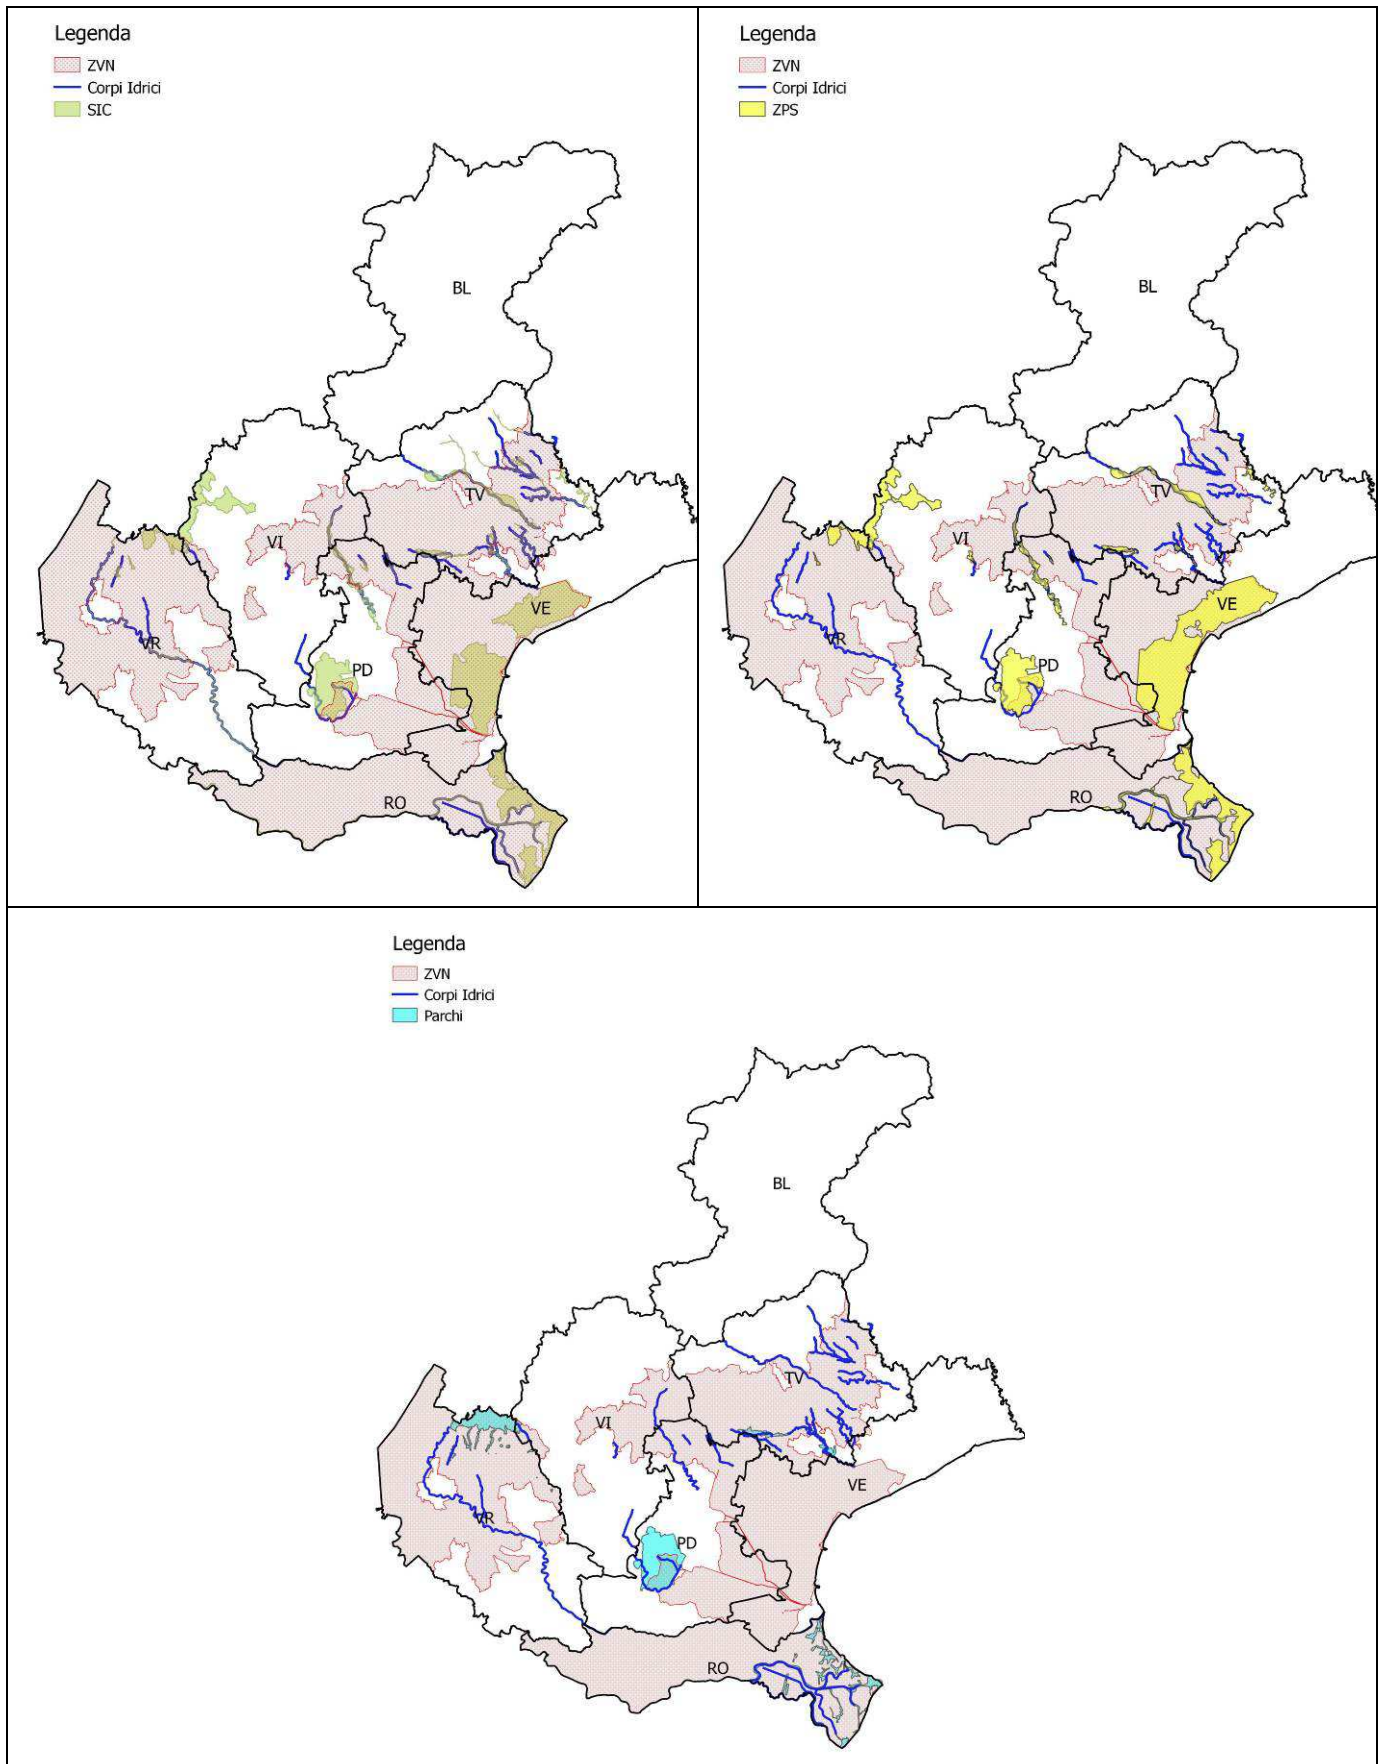 Legenda
ZVN
Corpi Idrici
SIC
BL
TV
VI
VE
VR
PD
RO
Legenda
ZVN
Corpi Idrici
ZPS
BL
TV
VI
VE
VR
PD
RO
Legenda
ZVN
Corpi Idrici
Parchi
BL
TV
VI
VE
VR
PD
RO